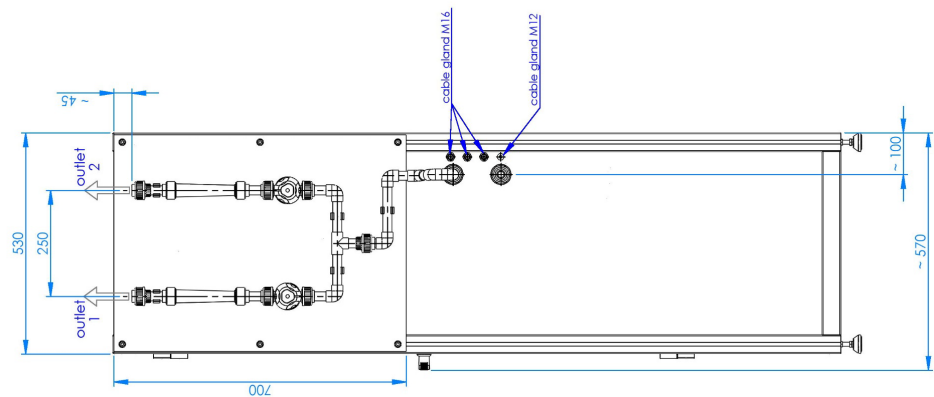 cable gland M16
cable gland M12
~ 45
outlet
2
~ 100
530
250
~ 570
outlet
1
700